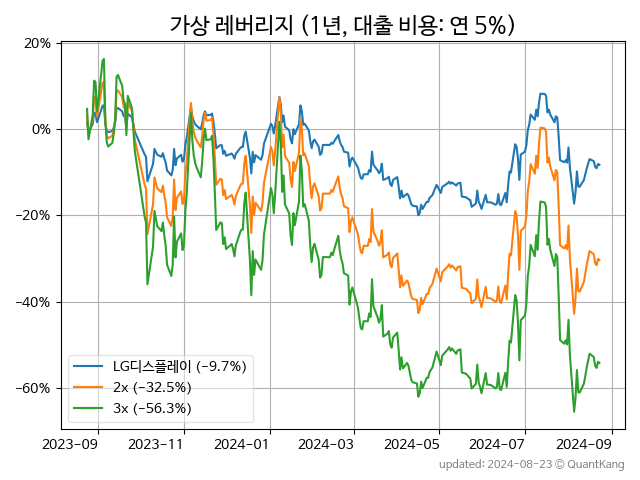 가상 레버리지 (1년, 대출 비용: 연 5%)
20%
0%
−20%
−40%
−60%
LG디스플레이 (−9.7%)
2x (−32.5%)
3x (−56.3%)
2023-09 2023-11 2024-01 2024-03 2024-05 2024-07 2024-09
updated: 2024-08-23 © QuantKang